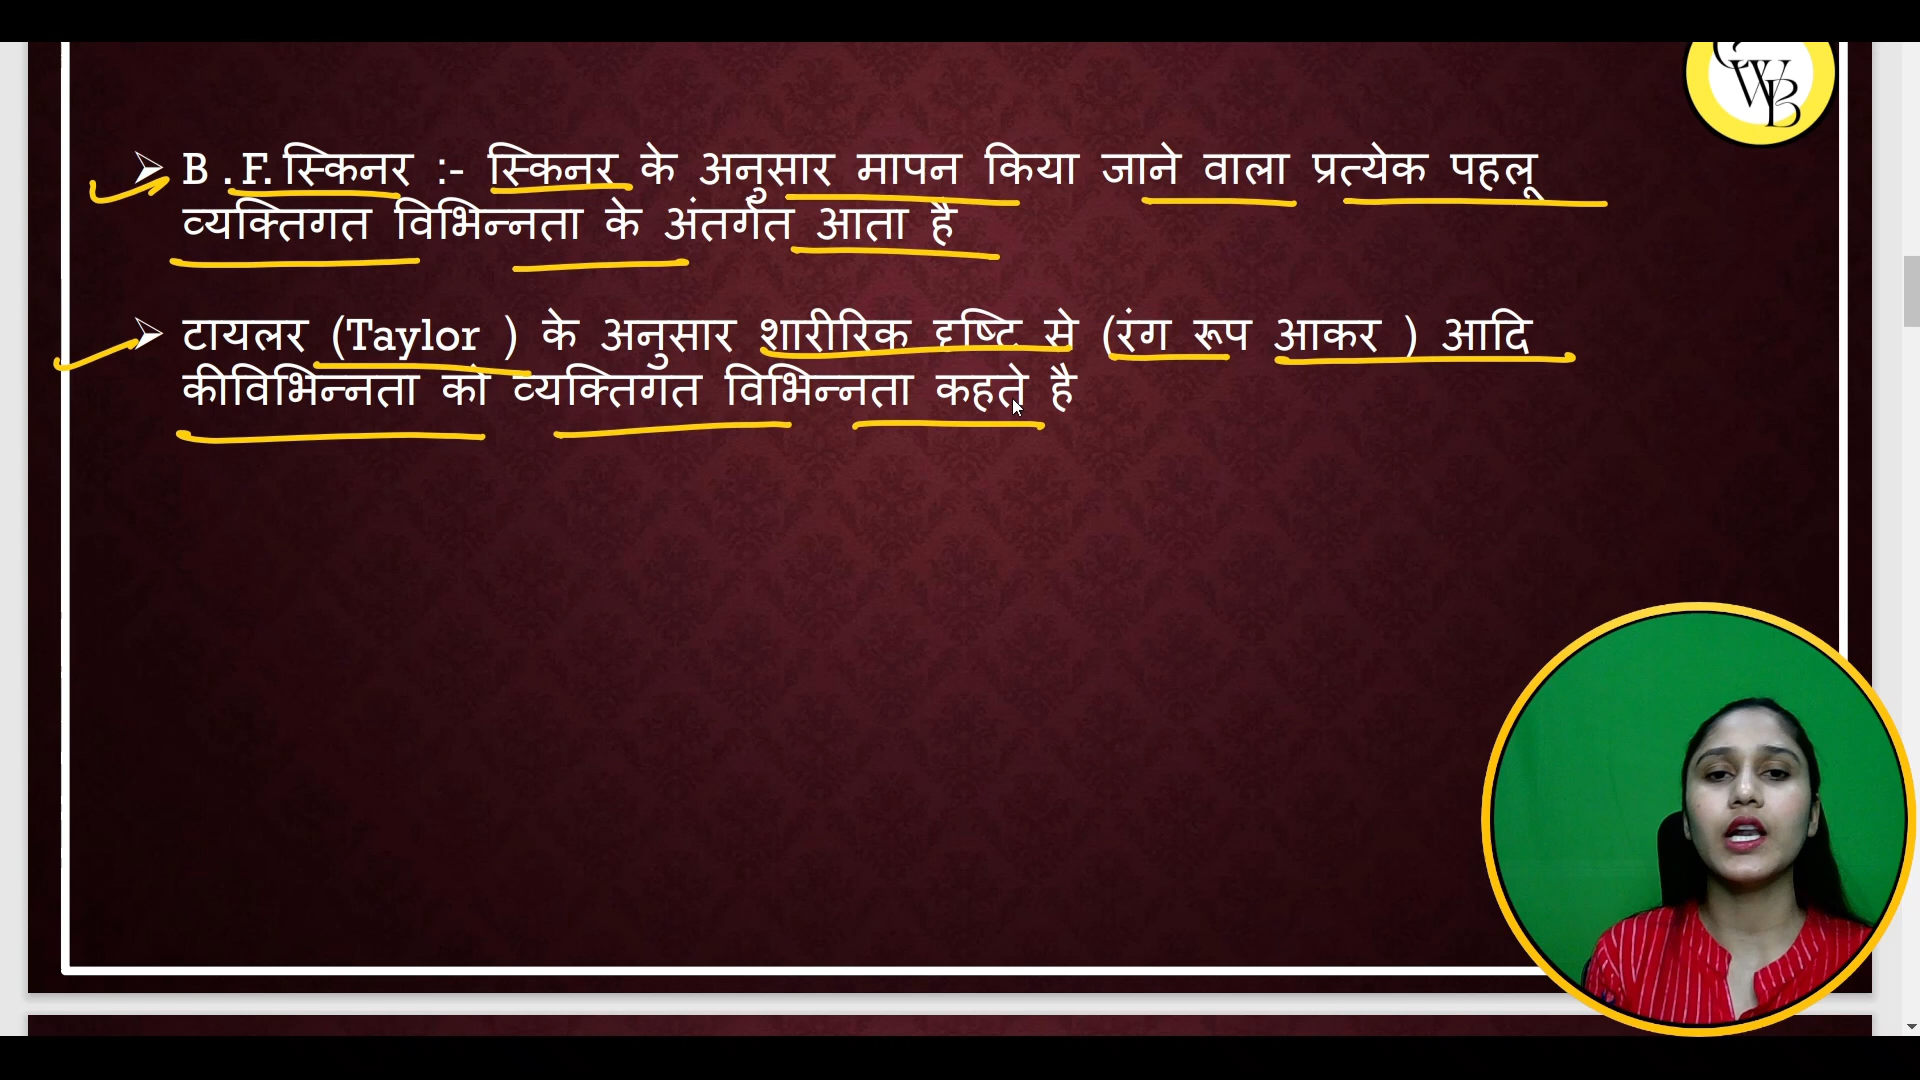 B . F. स्किनर :- स्किनर के अनुसार मापन किया जाने वाला प्रत्येक पहलू
व्यक्तिगत विभिन्नता के अंतर्गत आता है
टायलर (Taylor ) के अनुसार शारीरिक दृष्टि से (रंग रूप आकर ) आदि
कीविभिन्नता को व्यक्तिगत विभिन्नता कहते है